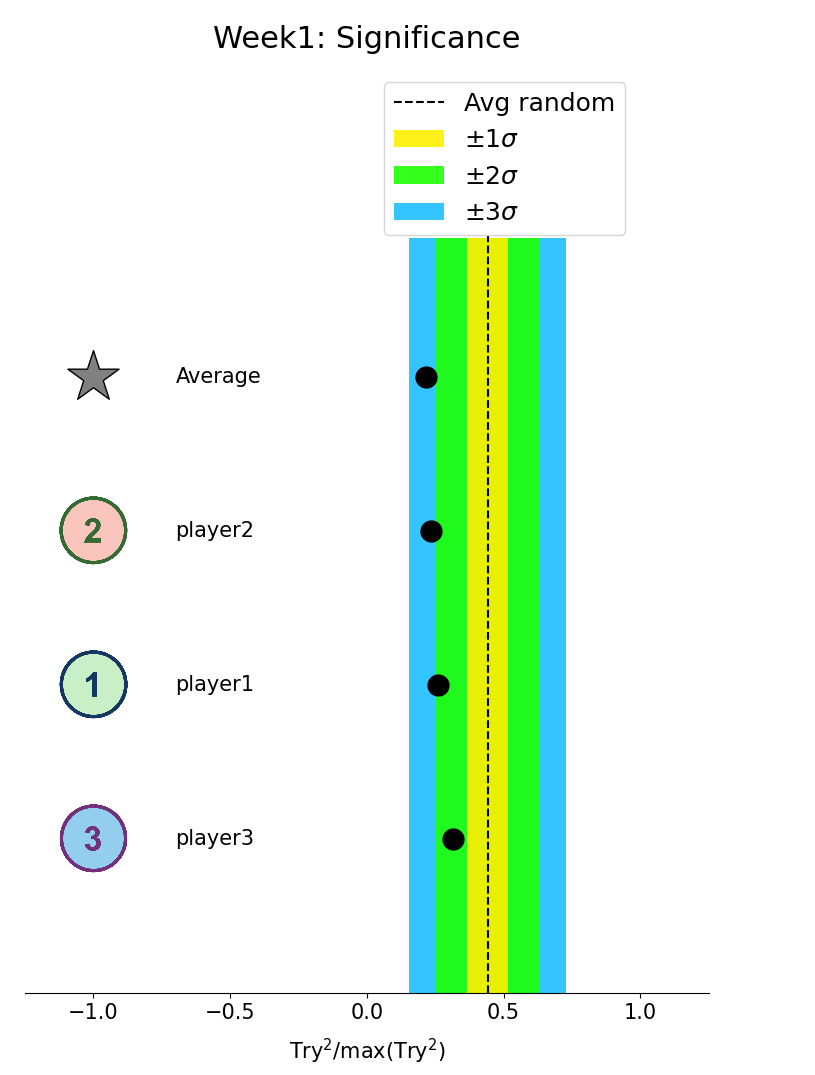 Week1: Significance
Avg random
±1σ
±2σ
±3σ
Average
2 player2
1 player1
3 player3
−1.0 −0.5 0.0 0.5 1.0
Try²/max(Try²)